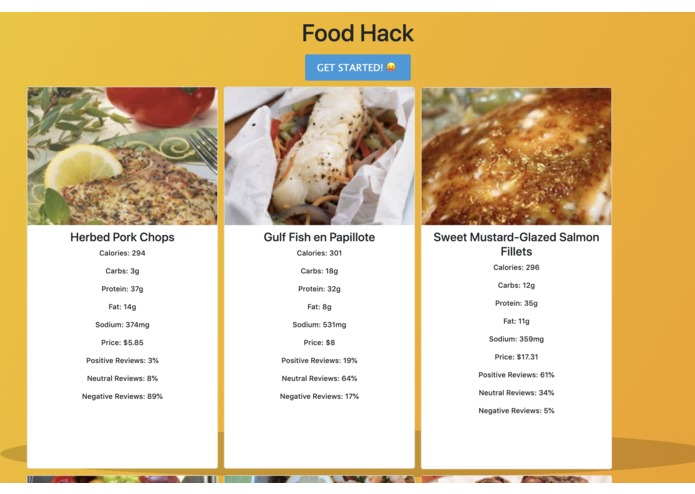 Food Hack
GET STARTED! 😄
Herbed Pork Chops
Calories: 294
Carbs: 3g
Protein: 37g
Fat: 14g
Sodium: 374mg
Price: $5.85
Positive Reviews: 3%
Neutral Reviews: 8%
Negative Reviews: 89%
Gulf Fish en Papillote
Calories: 301
Carbs: 18g
Protein: 32g
Fat: 8g
Sodium: 531mg
Price: $8
Positive Reviews: 19%
Neutral Reviews: 64%
Negative Reviews: 17%
Sweet Mustard-Glazed Salmon
Fillets
Calories: 296
Carbs: 12g
Protein: 35g
Fat: 11g
Sodium: 359mg
Price: $17.31
Positive Reviews: 61%
Neutral Reviews: 34%
Negative Reviews: 5%